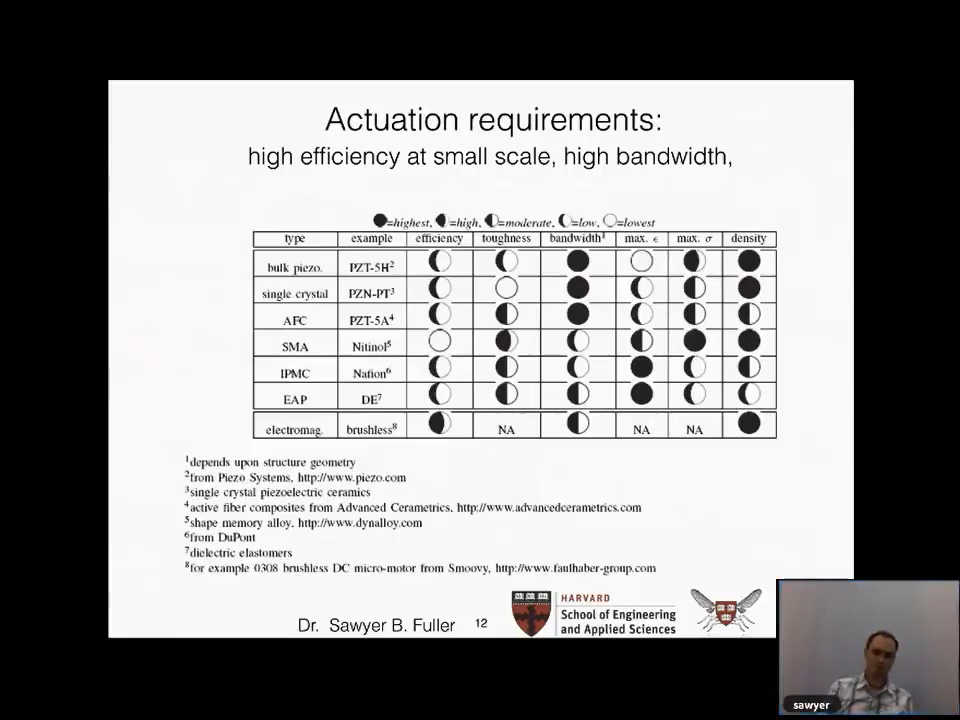 Actuation requirements:
high efficiency at small scale, high bandwidth,
=highest, =high, =moderate, =low, =lowest
type example efficiency toughness bandwidth¹ max. ϵ max. σ density
bulk piezo. PZT-5H²
single crystal PZN-PT³
AFC PZT-5A⁴
SMA Nitinol⁵
IPMC Nafion⁶
EAP DE⁷
electromag. brushless⁸ NA NA NA
¹depends upon structure geometry
²from Piezo Systems, http://www.piezo.com
³single crystal piezoelectric ceramics
⁴active fiber composites from Advanced Cerametrics, http://www.advancedcerametrics.com
⁵shape memory alloy, http://www.dynalloy.com
⁶from DuPont
⁷dielectric elastomers
⁸for example 0308 brushless DC micro-motor from Smoovy, http://www.faulhaber-group.com
Dr. Sawyer B. Fuller 12
HARVARD
School of Engineering
and Applied Sciences
sawyer